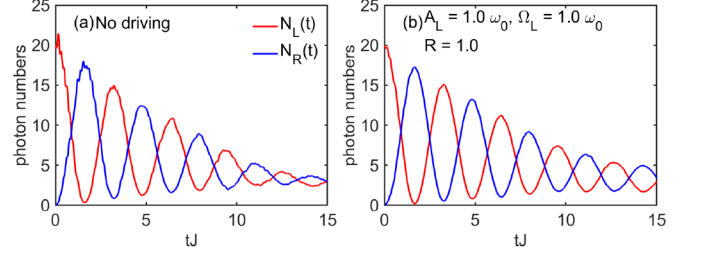 (a) No driving
N_L(t)
N_R(t)
photon numbers
25
20
15
10
5
0
0 5 10 15
tJ
(b) A_L = 1.0 ω_0, Ω_L = 1.0 ω_0
R = 1.0
photon numbers
25
20
15
10
5
0
0 5 10 15
tJ